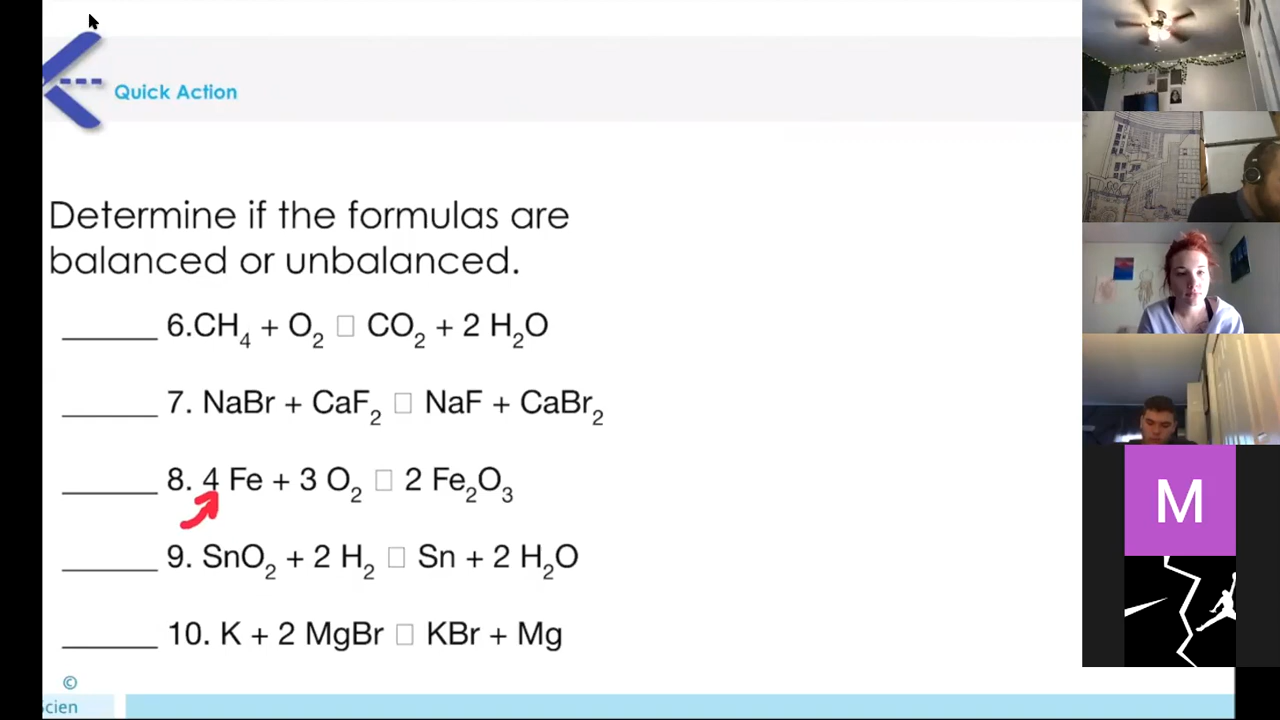 Quick Action
Determine if the formulas are
balanced or unbalanced.
______ 6.CH₄ + O₂ □ CO₂ + 2 H₂O
______ 7. NaBr + CaF₂ □ NaF + CaBr₂
______ 8. 4 Fe + 3 O₂ □ 2 Fe₂O₃
______ 9. SnO₂ + 2 H₂ □ Sn + 2 H₂O
______ 10. K + 2 MgBr □ KBr + Mg
©
Scien
M